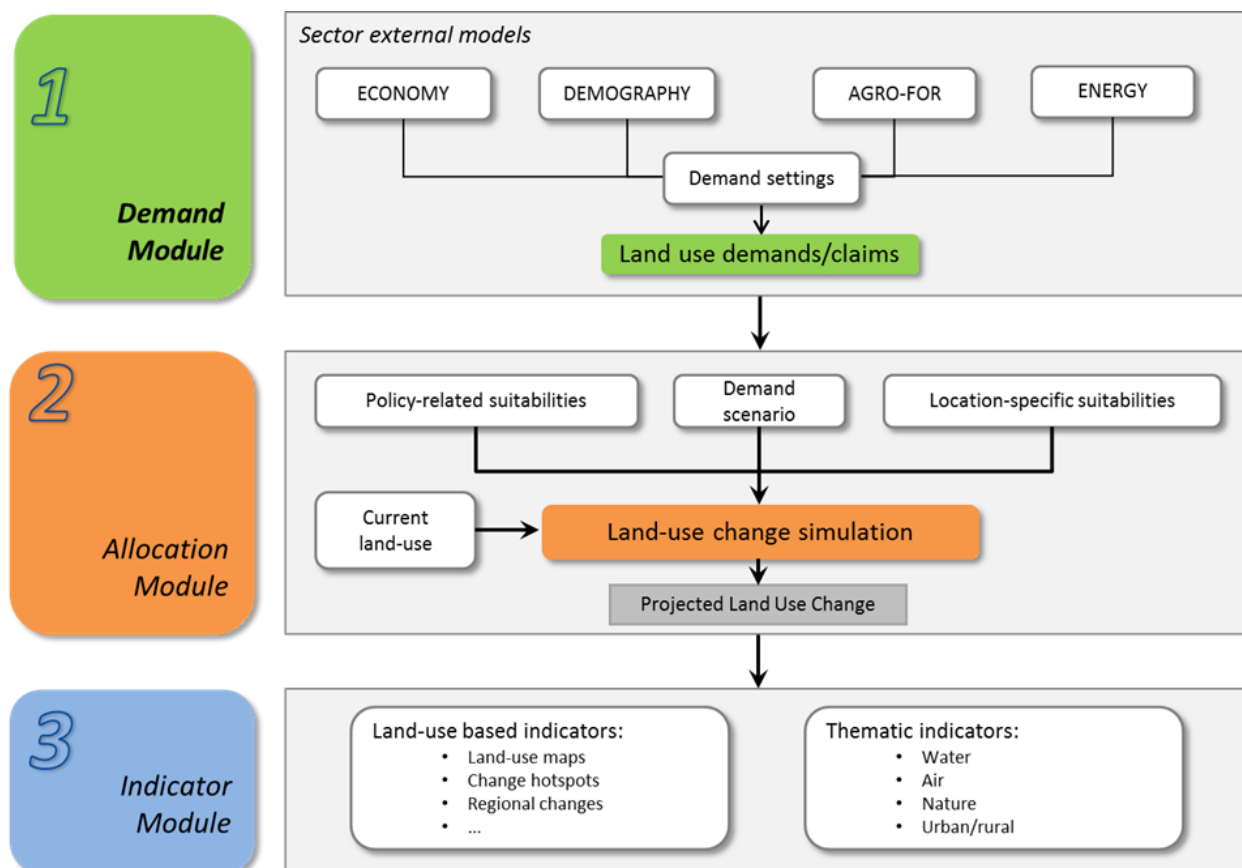 1
Demand
Module
Sector external models
ECONOMY
DEMOGRAPHY
AGRO-FOR
ENERGY
Demand settings
Land use demands/claims
2
Allocation
Module
Policy-related suitabilities
Demand
scenario
Location-specific suitabilities
Current
land-use
Land-use change simulation
Projected Land Use Change
3
Indicator
Module
Land-use based indicators:
• Land-use maps
• Change hotspots
• Regional changes
• ...
Thematic indicators:
• Water
• Air
• Nature
• Urban/rural